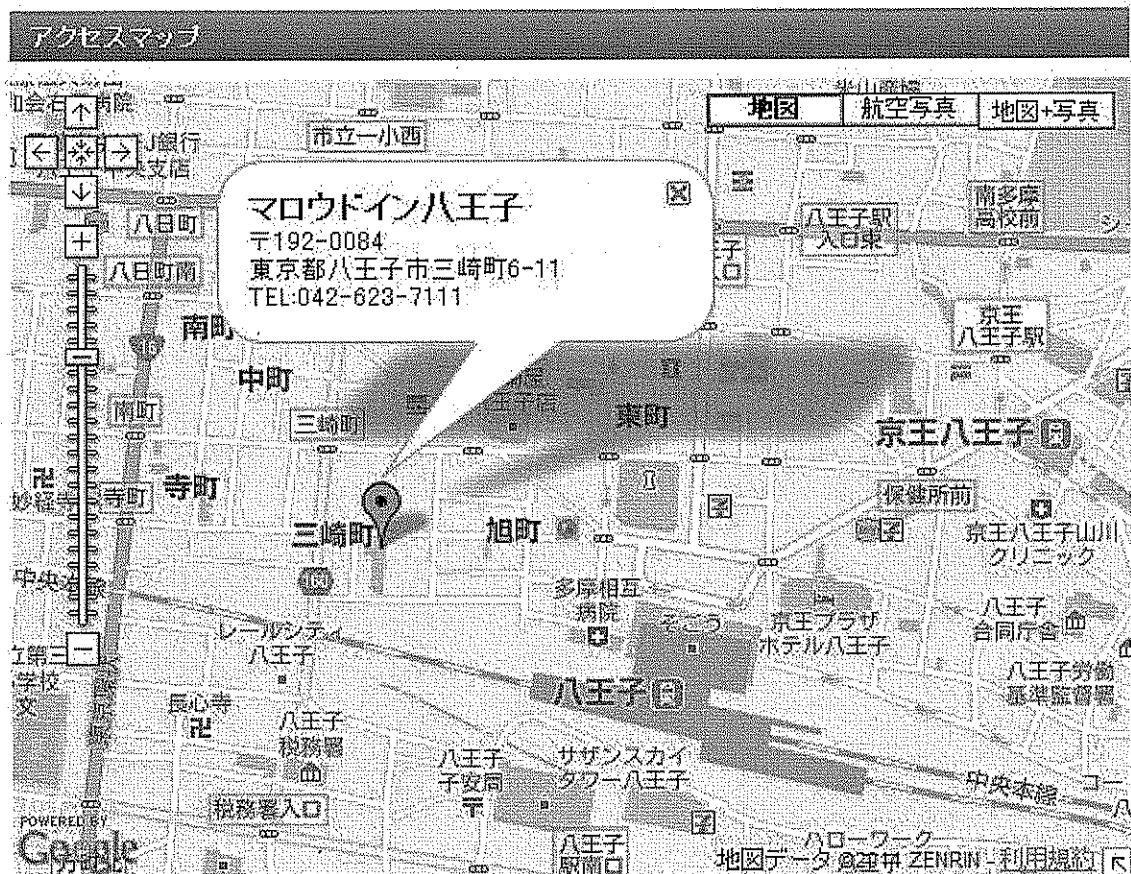 アクセスマップ
市立一小西
J銀行
支店
地図
航空写真
地図+写真
マロウドイン八王子
〒192-0084
東京都八王子市三崎町6-11
TEL:042-623-7111
八日町
八日町南
八王子駅
入口東
南多摩
高校前
京王
八王子駅
南町
中町
南町
三崎町
東町
京王八王子
寺町
寺町
三崎町
旭町
保健所前
京王八王子山川
クリニック
多摩相互
病院
そごう
京王プラザ
ホテル八王子
八王子
合同庁舎
八王子労働
基準監督署
レールシティ
八王子
長心寺
八王子
税務署
八王子
八王子
子安局
サザンスカイ
タワー八王子
中央本線
税務署入口
八王子
駅南口
ハローワーク
POWERED BY
Google
地図データ ©2014 ZENRIN - 利用規約